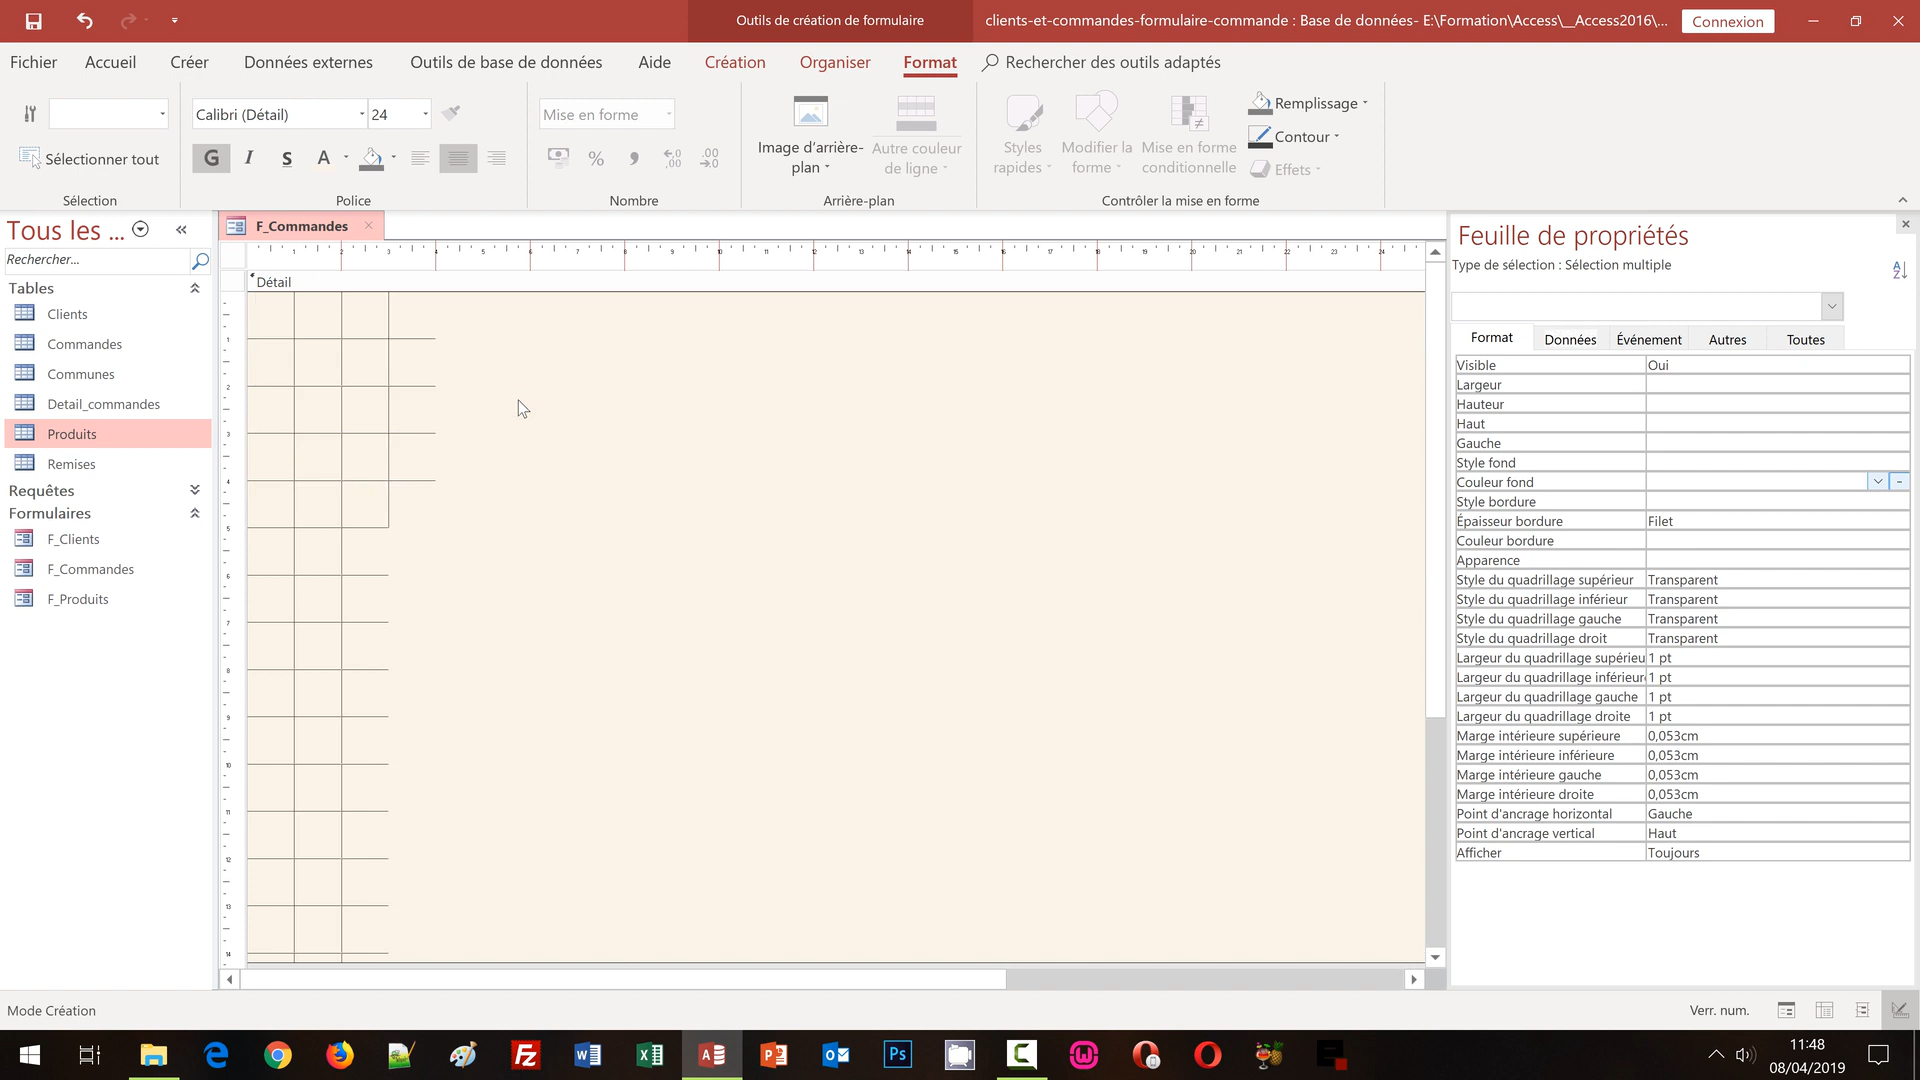 Outils de création de formulaire
clients-et-commandes-formulaire-commande : Base de données- E:\Formation\Access\__Access2016\...
Connexion
Fichier
Accueil
Créer
Données externes
Outils de base de données
Aide
Création
Organiser
Format
Rechercher des outils adaptés
Sélectionner tout
Sélection
Calibri (Détail)
24
G
I
S
A
Police
Mise en forme
%
Nombre
Image d'arrière-
plan
Autre couleur
de ligne
Arrière-plan
Styles
rapides
Modifier la
forme
Mise en forme
conditionnelle
Remplissage
Contour
Effets
Contrôler la mise en forme
Tous les ...
Rechercher...
Tables
Clients
Commandes
Communes
Detail_commandes
Produits
Remises
Requêtes
Formulaires
F_Clients
F_Commandes
F_Produits
F_Commandes
Détail
Feuille de propriétés
Type de sélection : Sélection multiple
Format
Données
Événement
Autres
Toutes
Visible Oui
Largeur
Hauteur
Haut
Gauche
Style fond
Couleur fond
Style bordure
Épaisseur bordure Filet
Couleur bordure
Apparence
Style du quadrillage supérieur Transparent
Style du quadrillage inférieur Transparent
Style du quadrillage gauche Transparent
Style du quadrillage droit Transparent
Largeur du quadrillage supérieu 1 pt
Largeur du quadrillage inférieur 1 pt
Largeur du quadrillage gauche 1 pt
Largeur du quadrillage droite 1 pt
Marge intérieure supérieure 0,053cm
Marge intérieure inférieure 0,053cm
Marge intérieure gauche 0,053cm
Marge intérieure droite 0,053cm
Point d'ancrage horizontal Gauche
Point d'ancrage vertical Haut
Afficher Toujours
Mode Création
Verr. num.
11:48
08/04/2019